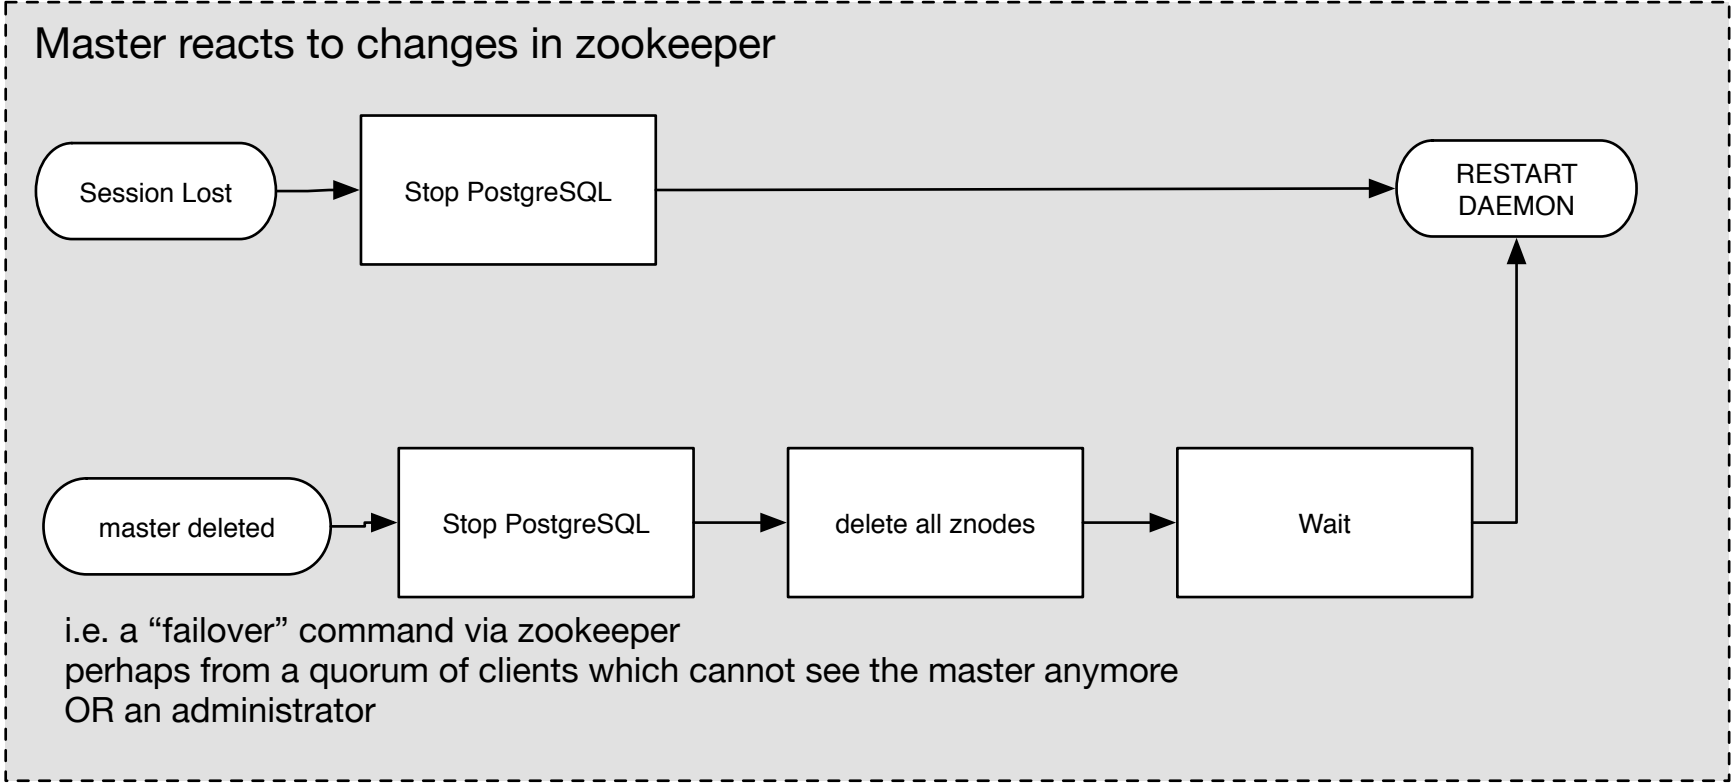 Master reacts to changes in zookeeper
Session Lost
Stop PostgreSQL
RESTART
DAEMON
master deleted
Stop PostgreSQL
delete all znodes
Wait
i.e. a “failover” command via zookeeper
perhaps from a quorum of clients which cannot see the master anymore
OR an administrator